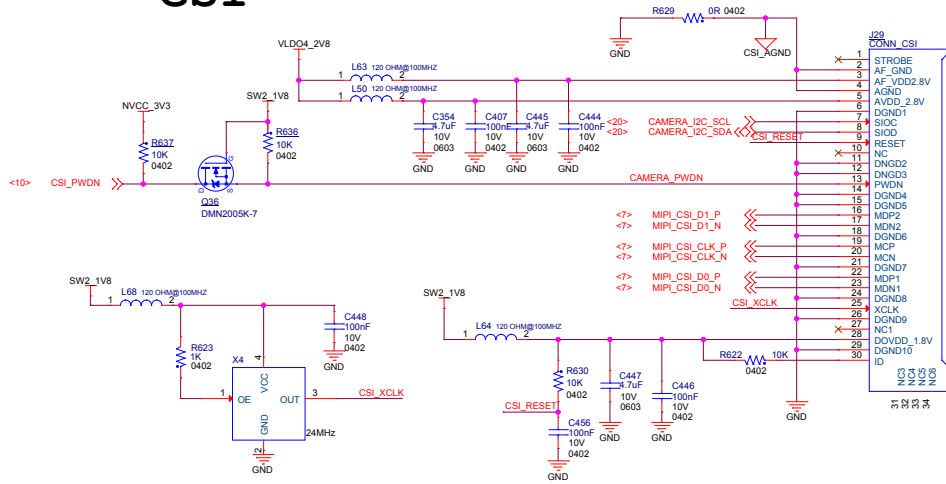 CSI
R629 0R 0402
GND
CSI_AGND
J29
CONN_CSI
VLDO4_2V8
L63 120 OHM@100MHZ
1 2
L50 120 OHM@100MHZ
1 2
NVCC_3V3
SW2_1V8
R637
10K
0402
R636
10K
0402
G
D S
Q36
DMN2005K-7
<10> CSI_PWDN
C354
4.7uF
10V
0603
GND
C407
100nF
10V
0402
GND
C445
4.7uF
10V
0603
GND
C444
100nF
10V
0402
GND
<20> CAMERA_I2C_SCL
<20> CAMERA_I2C_SDA
CSI_RESET
CAMERA_PWDN
<7> MIPI_CSI_D1_P
<7> MIPI_CSI_D1_N
<7> MIPI_CSI_CLK_P
<7> MIPI_CSI_CLK_N
<7> MIPI_CSI_D0_P
<7> MIPI_CSI_D0_N
CSI_XCLK
1 STROBE
2 AF_GND
3 AF_VDD2.8V
4 AGND
5 AVDD_2.8V
6 DGND1
7 SIOC
8 SIOD
9 RESET
10 NC
11 DNGD2
12 DNGD3
13 PWDN
14 DGND4
15 DGND5
16 MDP2
17 MDN2
18 DGND6
19 MCP
20 MCN
21 DGND7
22 MDP1
23 MDN1
24 DGND8
25 XCLK
26 DGND9
27 NC1
28 DOVDD_1.8V
29 DGND10
30 ID
NC3
NC4
NC5
NC6
31
32
33
34
GND
SW2_1V8
L68 120 OHM@100MHZ
1 2
R623
1K
0402
C448
100nF
10V
0402
GND
X4
4
VCC
1 OE
OUT 3
GND
2
24MHz
CSI_XCLK
GND
SW2_1V8
L64 120 OHM@100MHZ
1 2
R622 10K
0402
R630
10K
0402
CSI_RESET
C456
100nF
10V
0402
GND
C447
4.7uF
10V
0603
GND
C446
100nF
10V
0402
GND